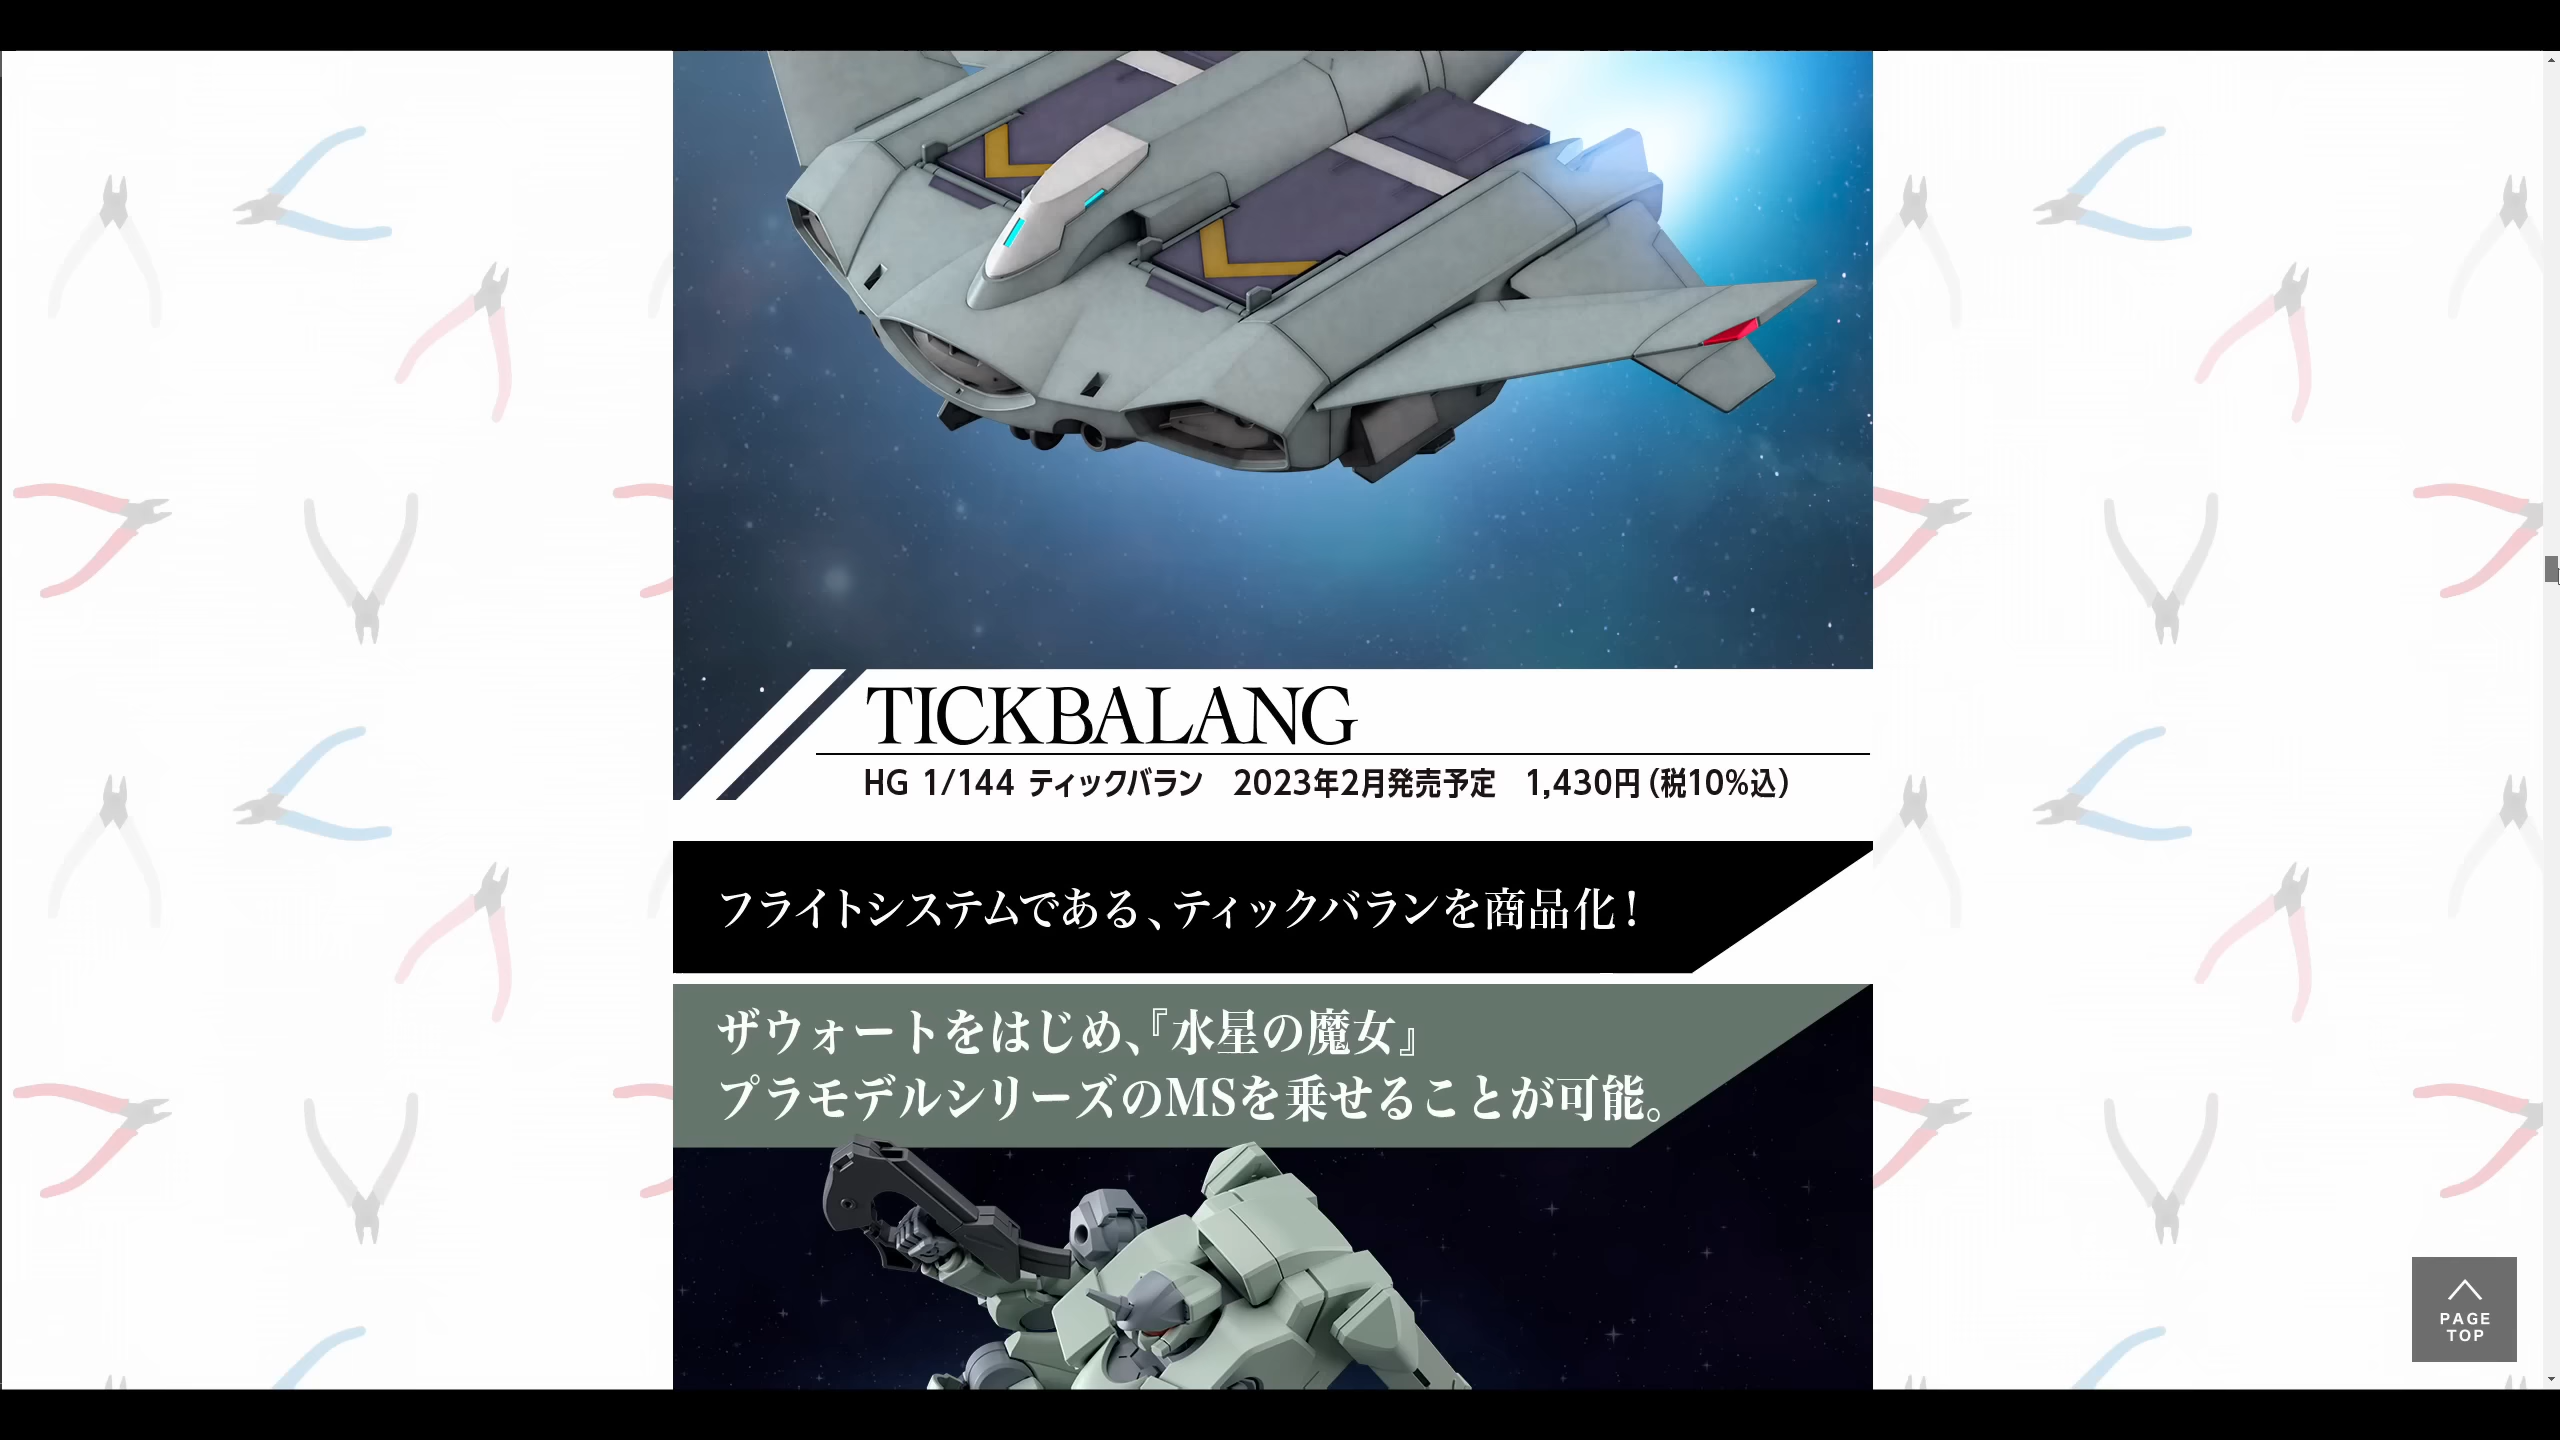 TICKBALANG
HG 1/144 ティックバラン 2023年2月発売予定 1,430円(税10%込)
フライトシステムである、ティックバランを商品化!
ザウォートをはじめ、『水星の魔女』
プラモデルシリーズのMSを乗せることが可能。
PAGE
TOP